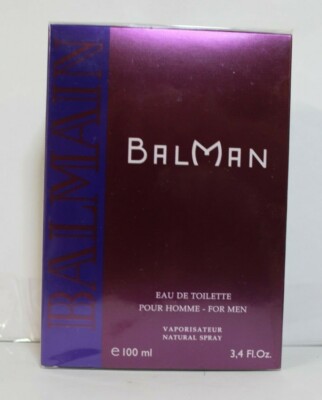 BALMAIN
BALMAN
EAU DE TOILETTE
POUR HOMME - FOR MEN
VAPORISATEUR
NATURAL SPRAY
e 100 ml 3,4 Fl.Oz.